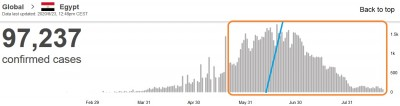 Global > Egypt
Back to top
Data last updated: 2020/8/23, 12:48pm CEST
97,237
confirmed cases
1.5k
1k
500
0
Feb 29
Mar 31
Apr 30
May 31
Jun 30
Jul 31